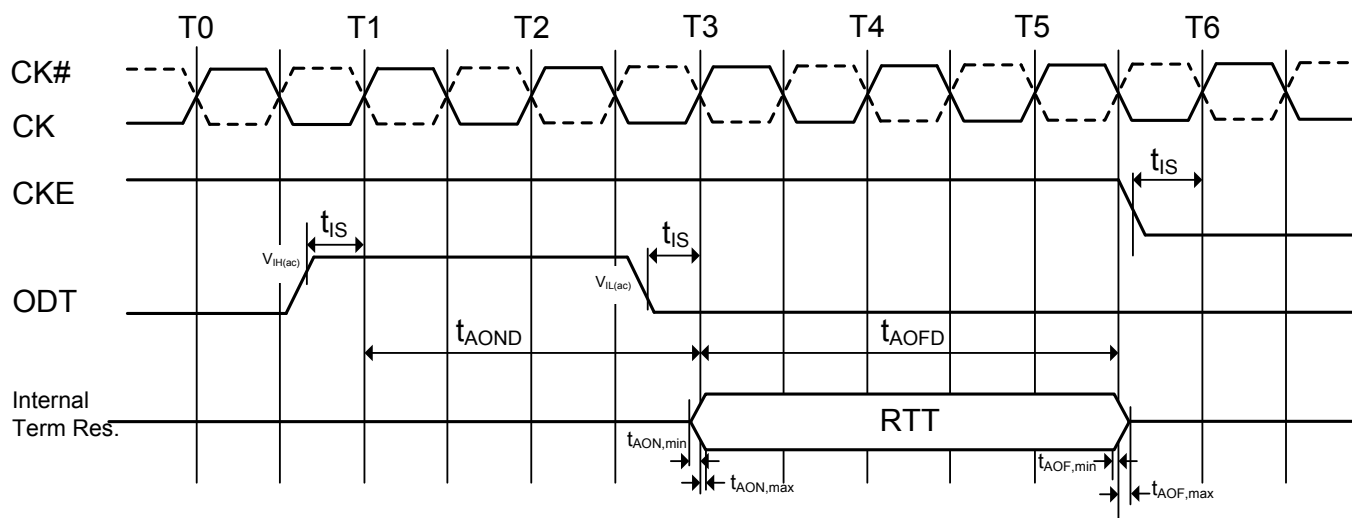 T0 T1 T2 T3 T4 T5 T6
CK#
CK
CKE
tIS
tIS
tIS
VIH(ac)
VIL(ac)
ODT
tAOND
tAOFD
Internal
Term Res.
RTT
tAON,min
tAOF,min
tAON,max
tAOF,max